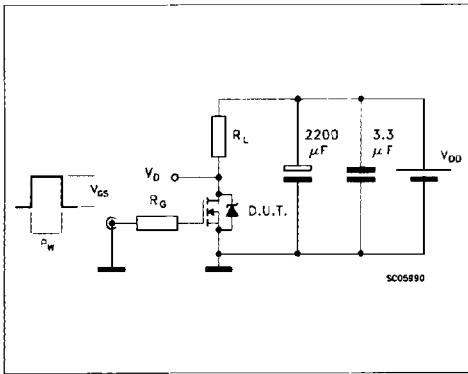 2200
μF
3.3
μF
R_L
V_DD
V_D
V_GS
R_G
D.U.T.
P_W
SC05990